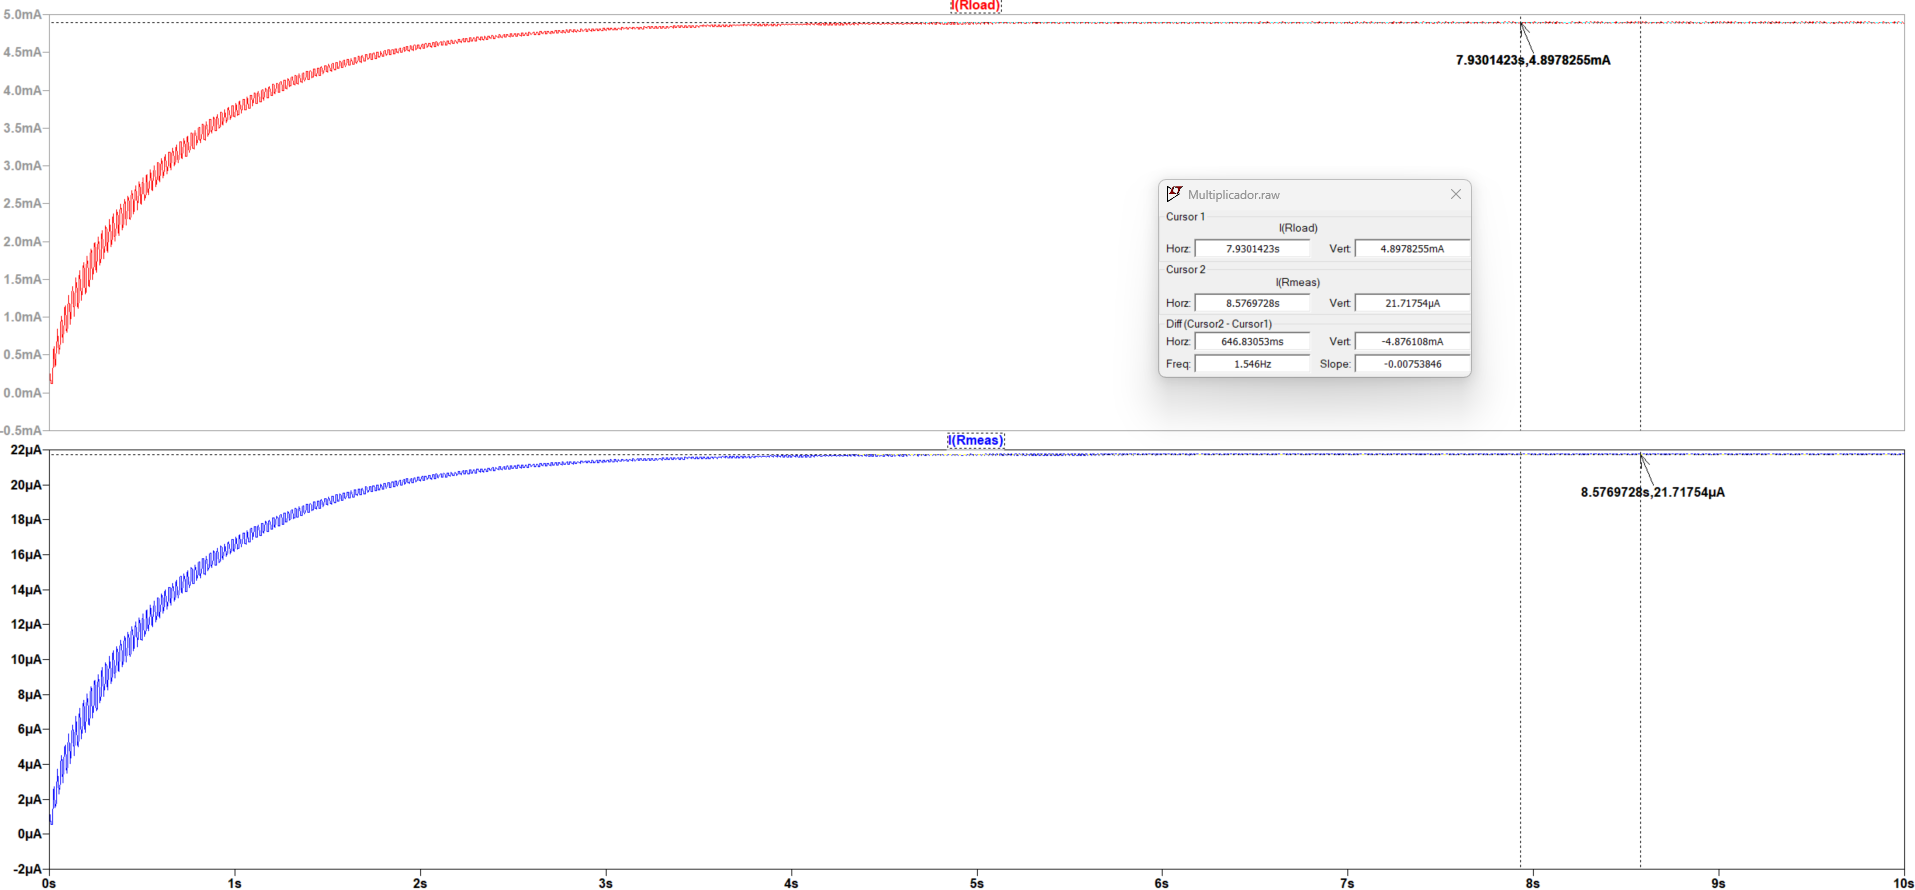 I(Rload)
5.0mA
4.5mA
4.0mA
3.5mA
3.0mA
2.5mA
2.0mA
1.5mA
1.0mA
0.5mA
0.0mA
-0.5mA
7.9301423s,4.8978255mA
Multiplicador.raw
Cursor 1
I(Rload)
Horz: 7.9301423s Vert: 4.8978255mA
Cursor 2
I(Rmeas)
Horz: 8.5769728s Vert: 21.71754µA
Diff (Cursor2 - Cursor1)
Horz: 646.83053ms Vert: -4.876108mA
Freq: 1.546Hz Slope: -0.00753846
I(Rmeas)
22µA
20µA
18µA
16µA
14µA
12µA
10µA
8µA
6µA
4µA
2µA
0µA
-2µA
8.5769728s,21.71754µA
0s 1s 2s 3s 4s 5s 6s 7s 8s 9s 10s